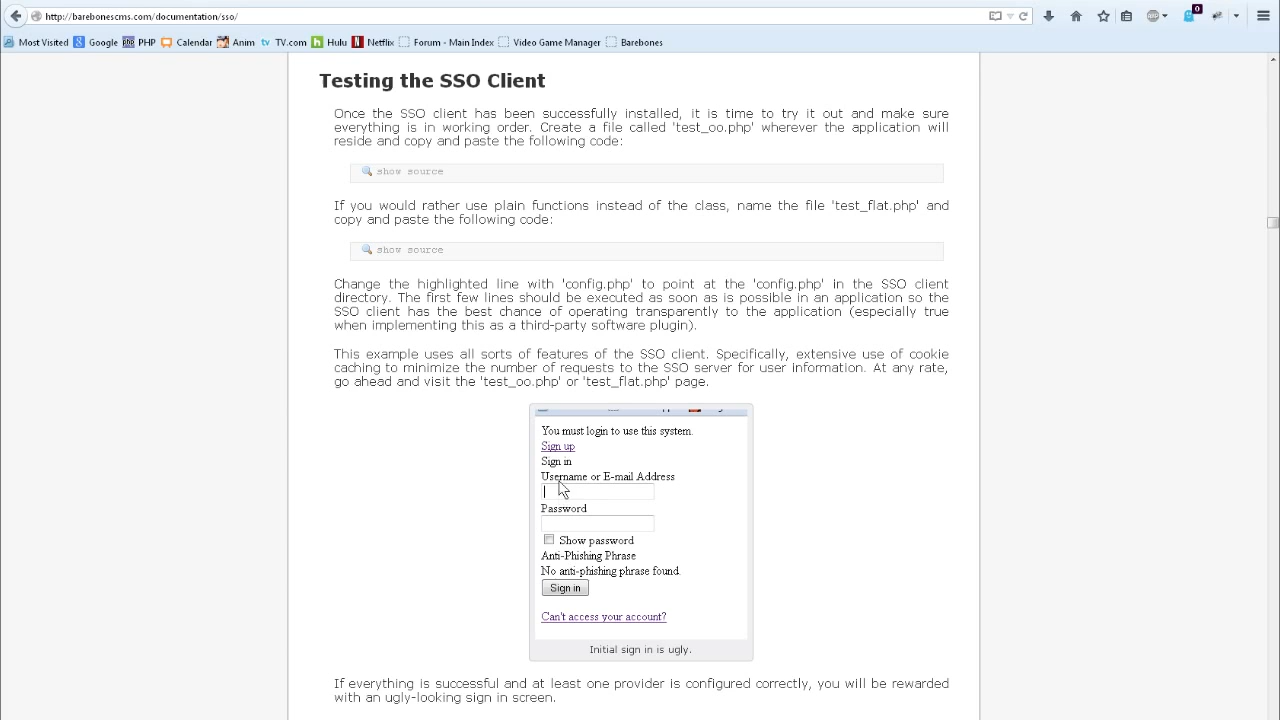 http://barebonescms.com/documentation/sso/
Most Visited Google PHP Calendar Anim TV.com Hulu Netflix Forum - Main Index Video Game Manager Barebones
Testing the SSO Client
Once the SSO client has been successfully installed, it is time to try it out and make sure
everything is in working order. Create a file called 'test_oo.php' wherever the application will
reside and copy and paste the following code:
show source
If you would rather use plain functions instead of the class, name the file 'test_flat.php' and
copy and paste the following code:
show source
Change the highlighted line with 'config.php' to point at the 'config.php' in the SSO client
directory. The first few lines should be executed as soon as is possible in an application so the
SSO client has the best chance of operating transparently to the application (especially true
when implementing this as a third-party software plugin).
This example uses all sorts of features of the SSO client. Specifically, extensive use of cookie
caching to minimize the number of requests to the SSO server for user information. At any rate,
go ahead and visit the 'test_oo.php' or 'test_flat.php' page.
You must login to use this system.
Sign up
Sign in
Username or E-mail Address
Password
Show password
Anti-Phishing Phrase
No anti-phishing phrase found.
Sign in
Can't access your account?
Initial sign in is ugly.
If everything is successful and at least one provider is configured correctly, you will be rewarded
with an ugly-looking sign in screen.